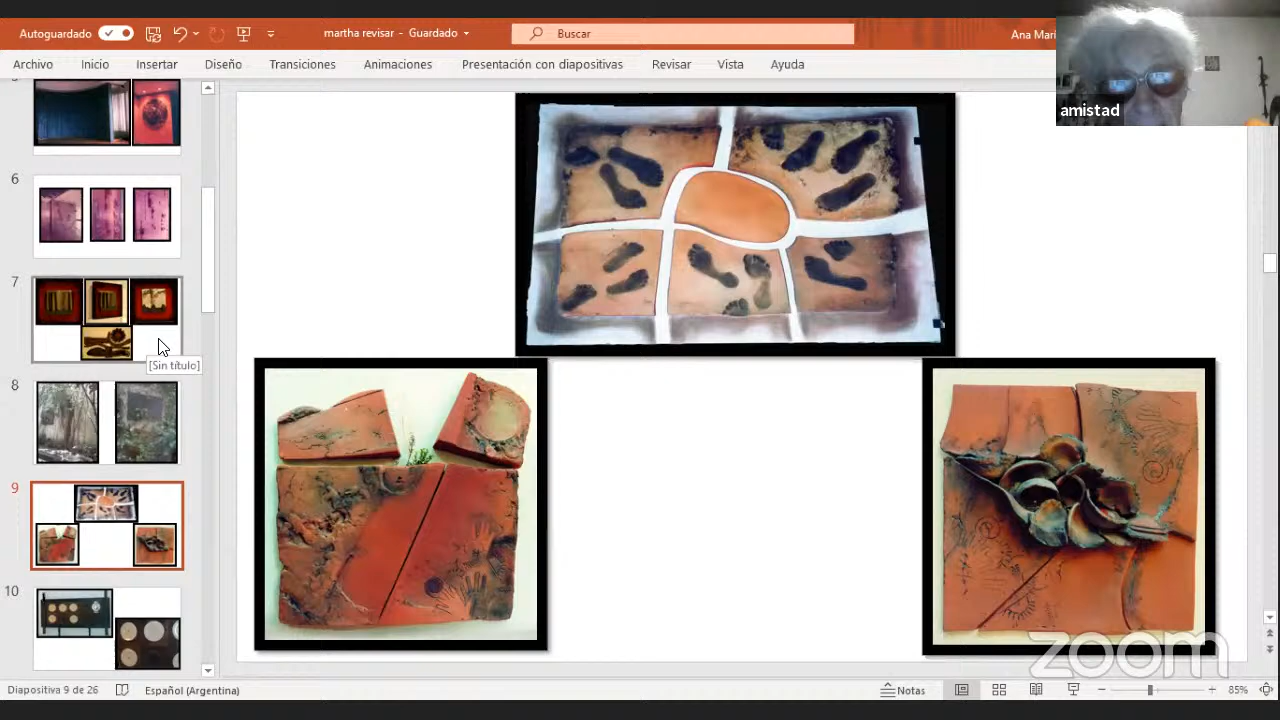 Autoguardado
martha revisar - Guardado
Buscar
Ana Marí
Archivo Inicio Insertar Diseño Transiciones Animaciones Presentación con diapositivas Revisar Vista Ayuda
amistad
6
7
[Sin título]
8
9
10
zoom
Diapositiva 9 de 26 Español (Argentina) Notas 85%